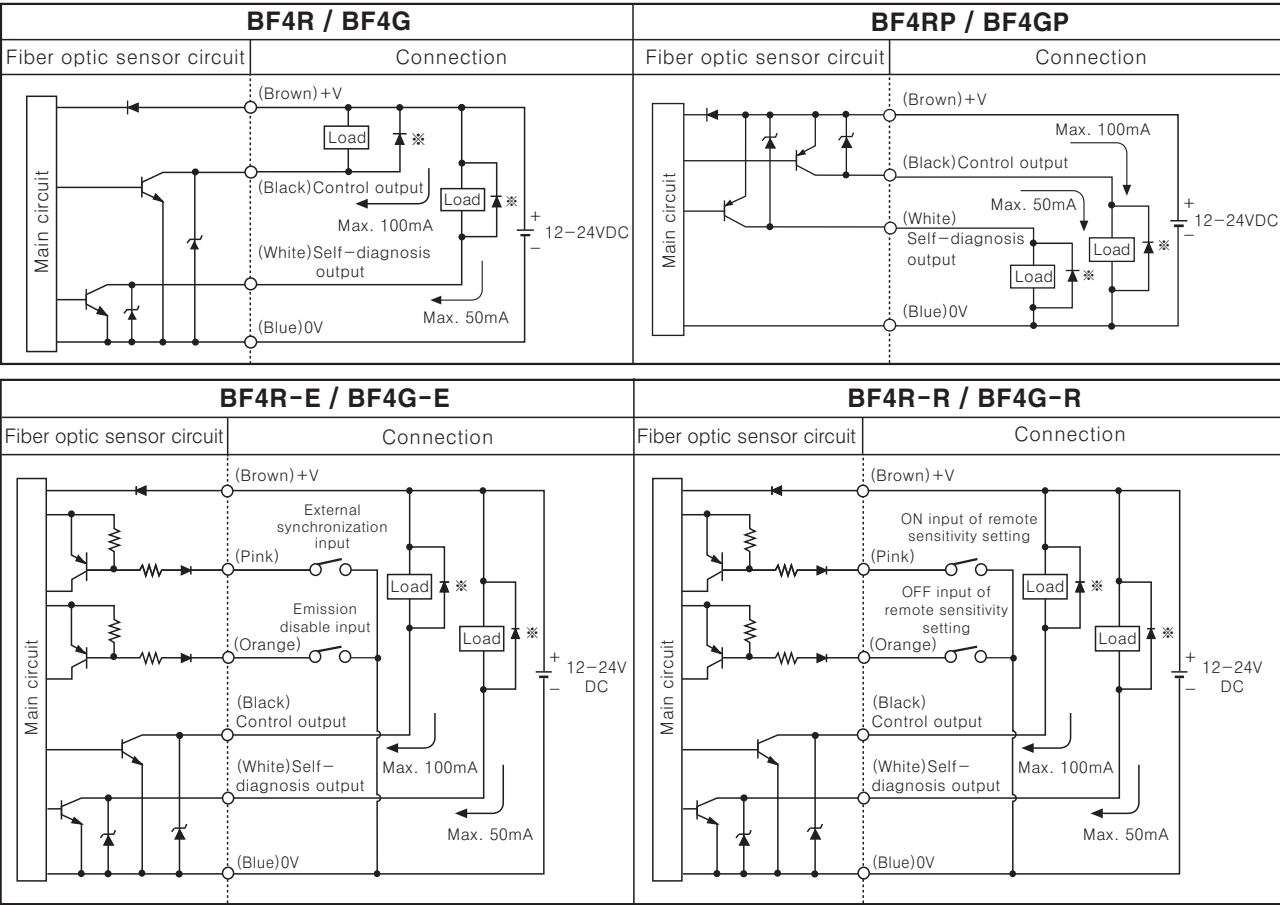 BF4R / BF4G
Fiber optic sensor circuit
Connection
Main circuit
(Brown)+V
Load
※
(Black)Control output
Max. 100mA
Load
※
(White)Self-diagnosis
output
Max. 50mA
(Blue)0V
+
12-24VDC
−
BF4RP / BF4GP
Fiber optic sensor circuit
Connection
Main circuit
(Brown)+V
Max. 100mA
(Black)Control output
Max. 50mA
(White)
Self-diagnosis
output
Load
※
Load
※
(Blue)0V
+
12-24VDC
−
BF4R-E / BF4G-E
Fiber optic sensor circuit
Connection
Main circuit
(Brown)+V
External
synchronization
input
(Pink)
Load
※
Emission
disable input
(Orange)
Load
※
(Black)
Control output
Max. 100mA
(White)Self-
diagnosis output
Max. 50mA
(Blue)0V
+
12-24V
DC
−
BF4R-R / BF4G-R
Fiber optic sensor circuit
Connection
Main circuit
(Brown)+V
ON input of remote
sensitivity setting
(Pink)
Load
※
OFF input of
remote sensitivity
setting
(Orange)
Load
※
(Black)
Control output
Max. 100mA
(White)Self-
diagnosis output
Max. 50mA
(Blue)0V
+
12-24V
DC
−